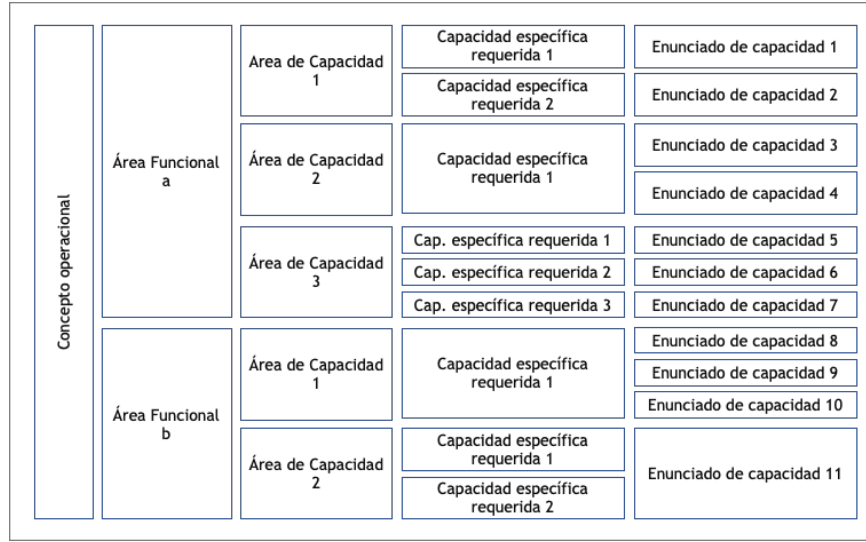 Concepto operacional
Área Funcional
a
Area de Capacidad
1
Capacidad específica
requerida 1
Enunciado de capacidad 1
Capacidad específica
requerida 2
Enunciado de capacidad 2
Área de Capacidad
2
Capacidad específica
requerida 1
Enunciado de capacidad 3
Enunciado de capacidad 4
Área de Capacidad
3
Cap. específica requerida 1
Enunciado de capacidad 5
Cap. específica requerida 2
Enunciado de capacidad 6
Cap. específica requerida 3
Enunciado de capacidad 7
Área Funcional
b
Área de Capacidad
1
Capacidad específica
requerida 1
Enunciado de capacidad 8
Enunciado de capacidad 9
Enunciado de capacidad 10
Área de Capacidad
2
Capacidad específica
requerida 1
Capacidad específica
requerida 2
Enunciado de capacidad 11